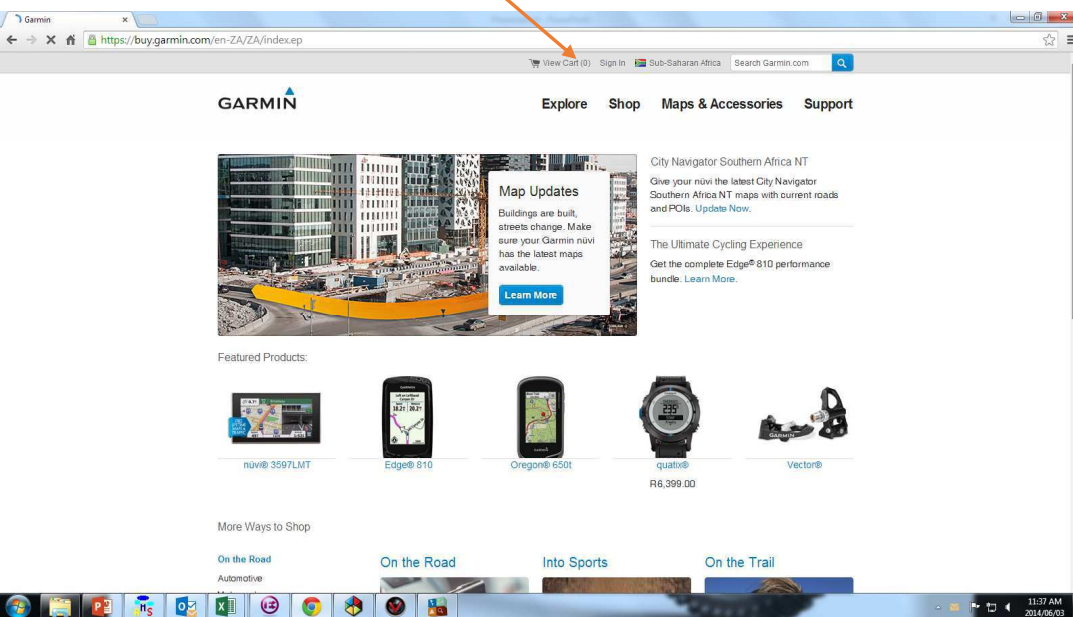 Garmin
https://buy.garmin.com/en-ZA/ZA/index.ep
View Cart (0) Sign In Sub-Saharan Africa Search Garmin.com
GARMIN
Explore Shop Maps & Accessories Support
Map Updates
Buildings are built,
streets change. Make
sure your Garmin nüvi
has the latest maps
available.
Learn More
City Navigator Southern Africa NT
Give your nüvi the latest City Navigator
Southern Africa NT maps with current roads
and POIs. Update Now.
The Ultimate Cycling Experience
Get the complete Edge® 810 performance
bundle. Learn More.
Featured Products:
nüvi® 3597LMT Edge® 810 Oregon® 650t quatix® Vector®
R6,399.00
More Ways to Shop
On the Road
Automotive
On the Road Into Sports On the Trail
11:37 AM
2014/06/03